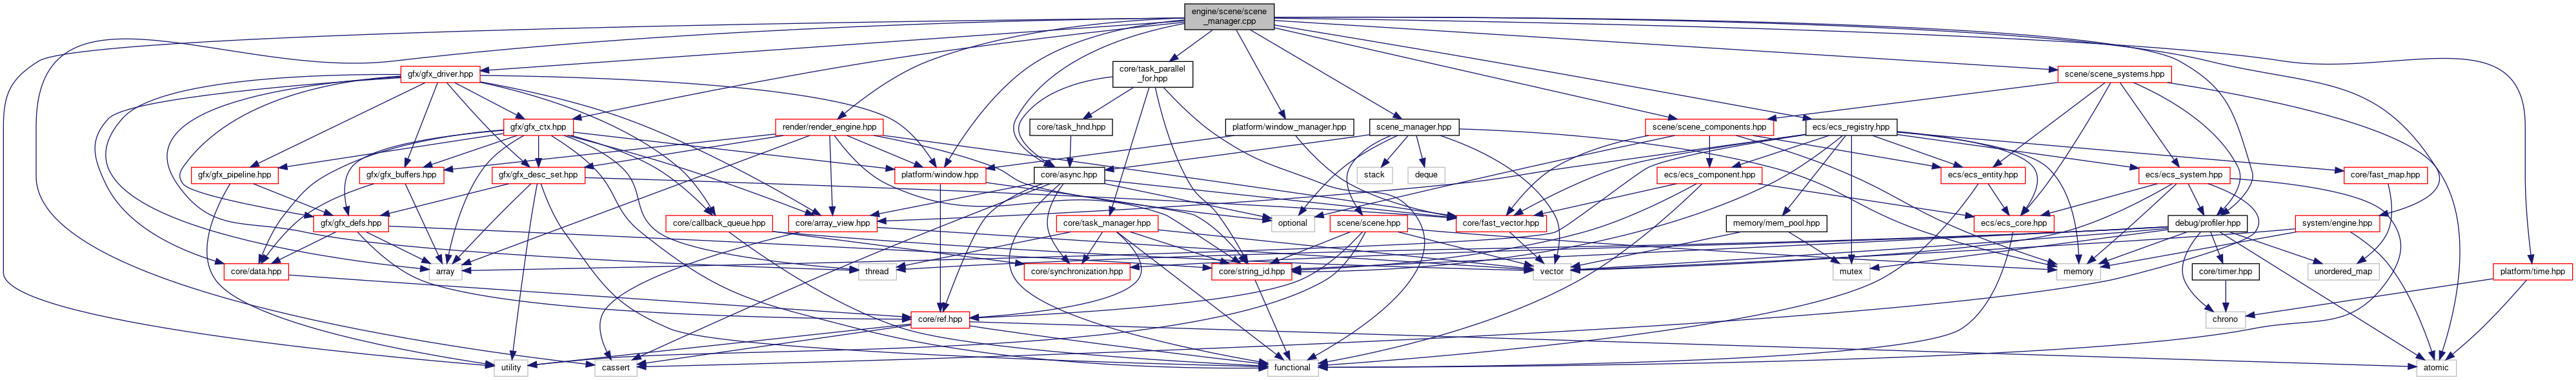 engine/scene/scene
_manager.cpp
gfx/gfx_driver.hpp
core/task_parallel
_for.hpp
scene/scene_systems.hpp
gfx/gfx_ctx.hpp
render/render_engine.hpp
core/task_hnd.hpp
platform/window_manager.hpp
scene_manager.hpp
scene/scene_components.hpp
ecs/ecs_registry.hpp
gfx/gfx_pipeline.hpp
gfx/gfx_buffers.hpp
gfx/gfx_desc_set.hpp
platform/window.hpp
core/async.hpp
stack
deque
ecs/ecs_component.hpp
ecs/ecs_entity.hpp
ecs/ecs_system.hpp
core/fast_map.hpp
gfx/gfx_defs.hpp
core/callback_queue.hpp
core/array_view.hpp
core/task_manager.hpp
optional
scene/scene.hpp
core/fast_vector.hpp
memory/mem_pool.hpp
ecs/ecs_core.hpp
debug/profiler.hpp
system/engine.hpp
core/data.hpp
array
thread
core/synchronization.hpp
core/string_id.hpp
vector
mutex
memory
core/timer.hpp
unordered_map
platform/time.hpp
core/ref.hpp
chrono
utility
cassert
functional
atomic